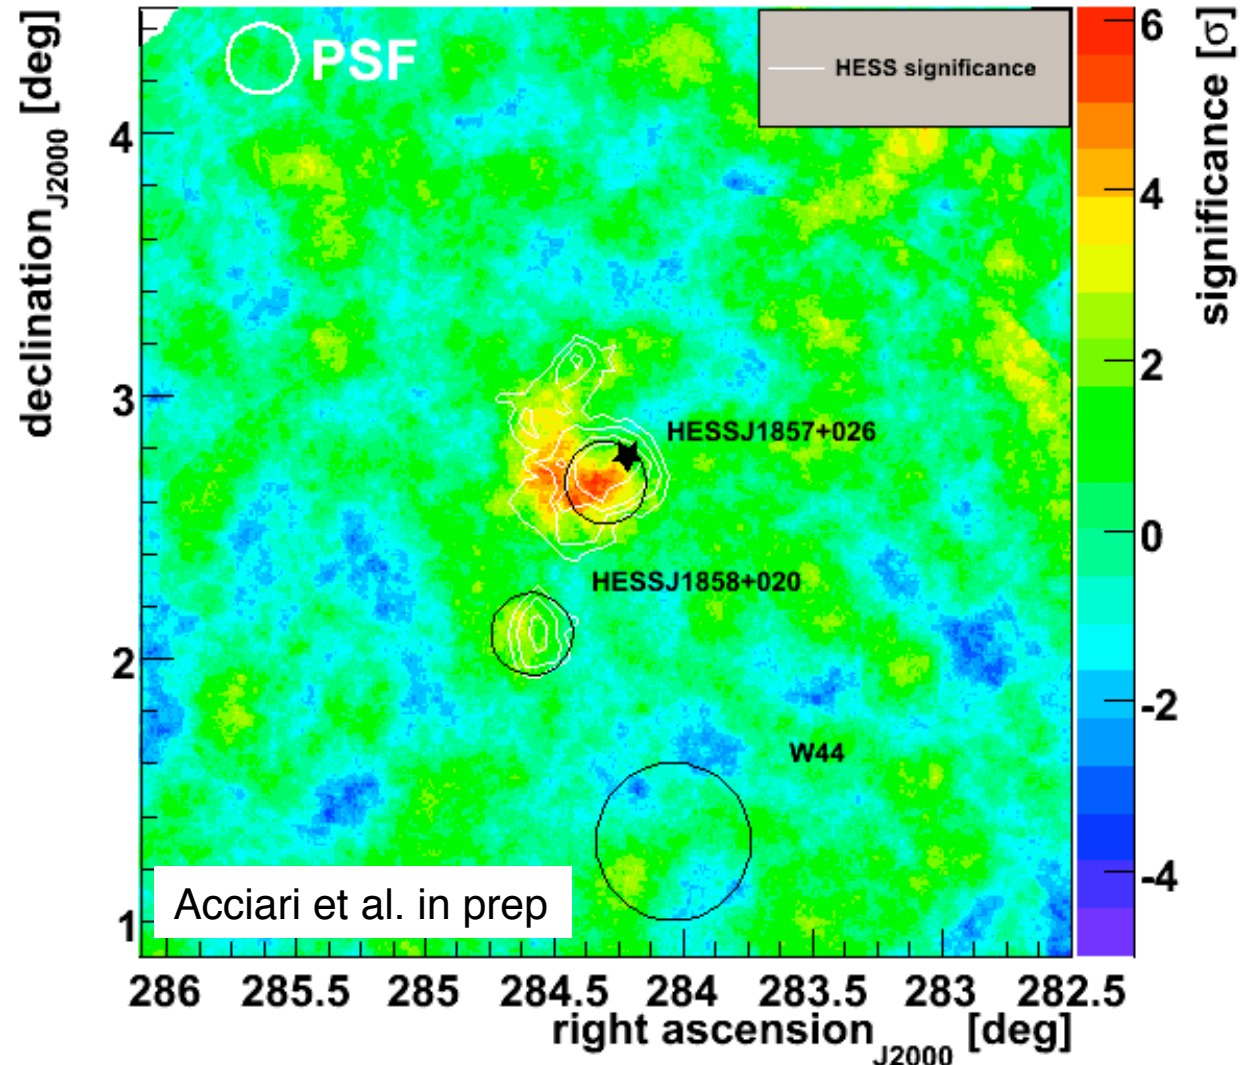 PSF
HESS significance
significance [σ]
declination J2000 [deg]
6
4
2
0
-2
-4
4
3
2
1
HESSJ1857+026
HESSJ1858+020
W44
Acciari et al. in prep
286 285.5 285 284.5 284 283.5 283 282.5
right ascension J2000 [deg]